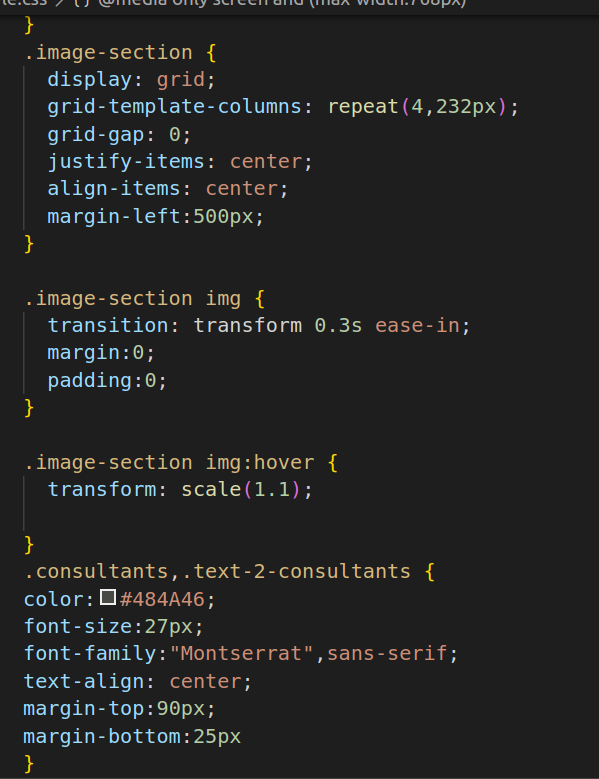 le.css > {} @media only screen and (max-width:768px)
}
.image-section {
display: grid;
grid-template-columns: repeat(4,232px);
grid-gap: 0;
justify-items: center;
align-items: center;
margin-left:500px;
}
.image-section img {
transition: transform 0.3s ease-in;
margin:0;
padding:0;
}
.image-section img:hover {
transform: scale(1.1);
}
.consultants,.text-2-consultants {
color:#484A46;
font-size:27px;
font-family:"Montserrat",sans-serif;
text-align: center;
margin-top:90px;
margin-bottom:25px
}